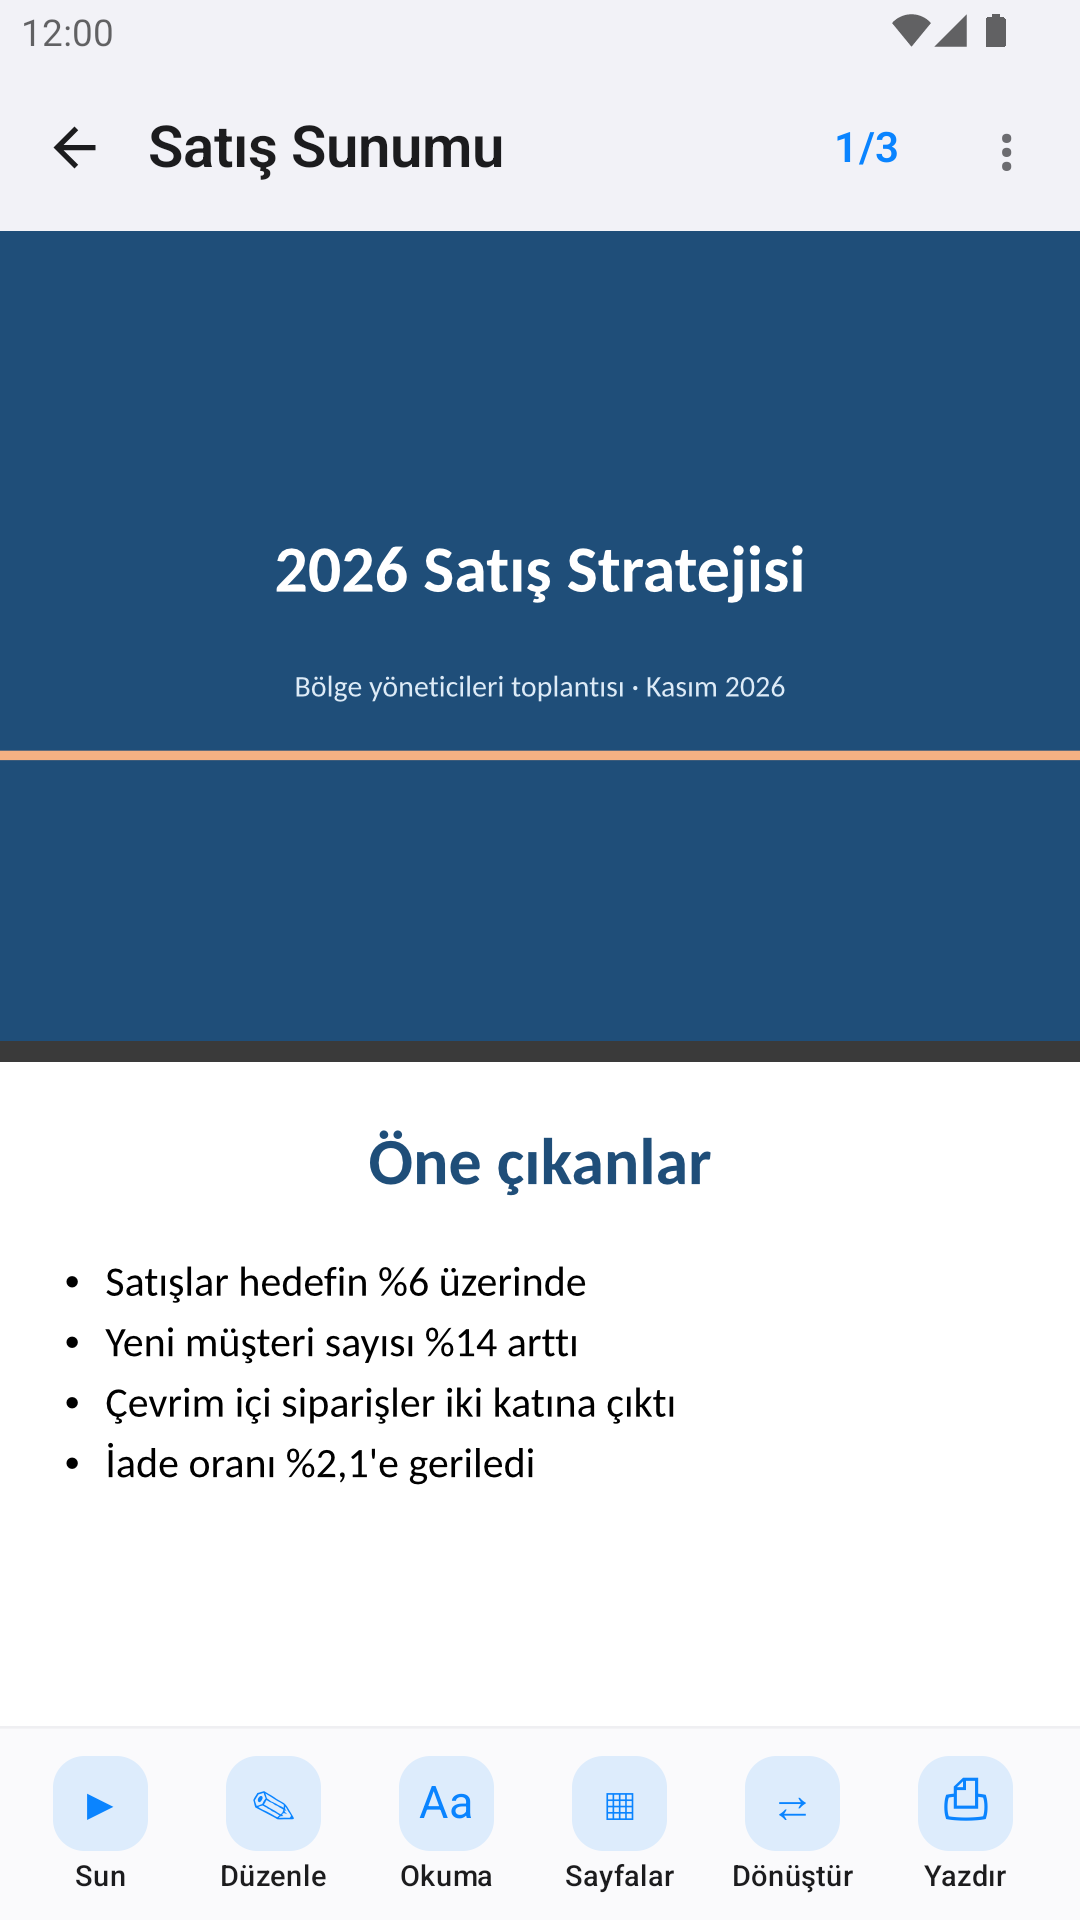 12:00
Satış Sunumu
1/3
2026 Satış Stratejisi
Bölge yöneticileri toplantısı · Kasım 2026
Öne çıkanlar
• Satışlar hedefin %6 üzerinde
• Yeni müşteri sayısı %14 arttı
• Çevrim içi siparişler iki katına çıktı
• İade oranı %2,1'e geriledi
Aa
Sun
Düzenle
Okuma
Sayfalar
Dönüştür
Yazdır